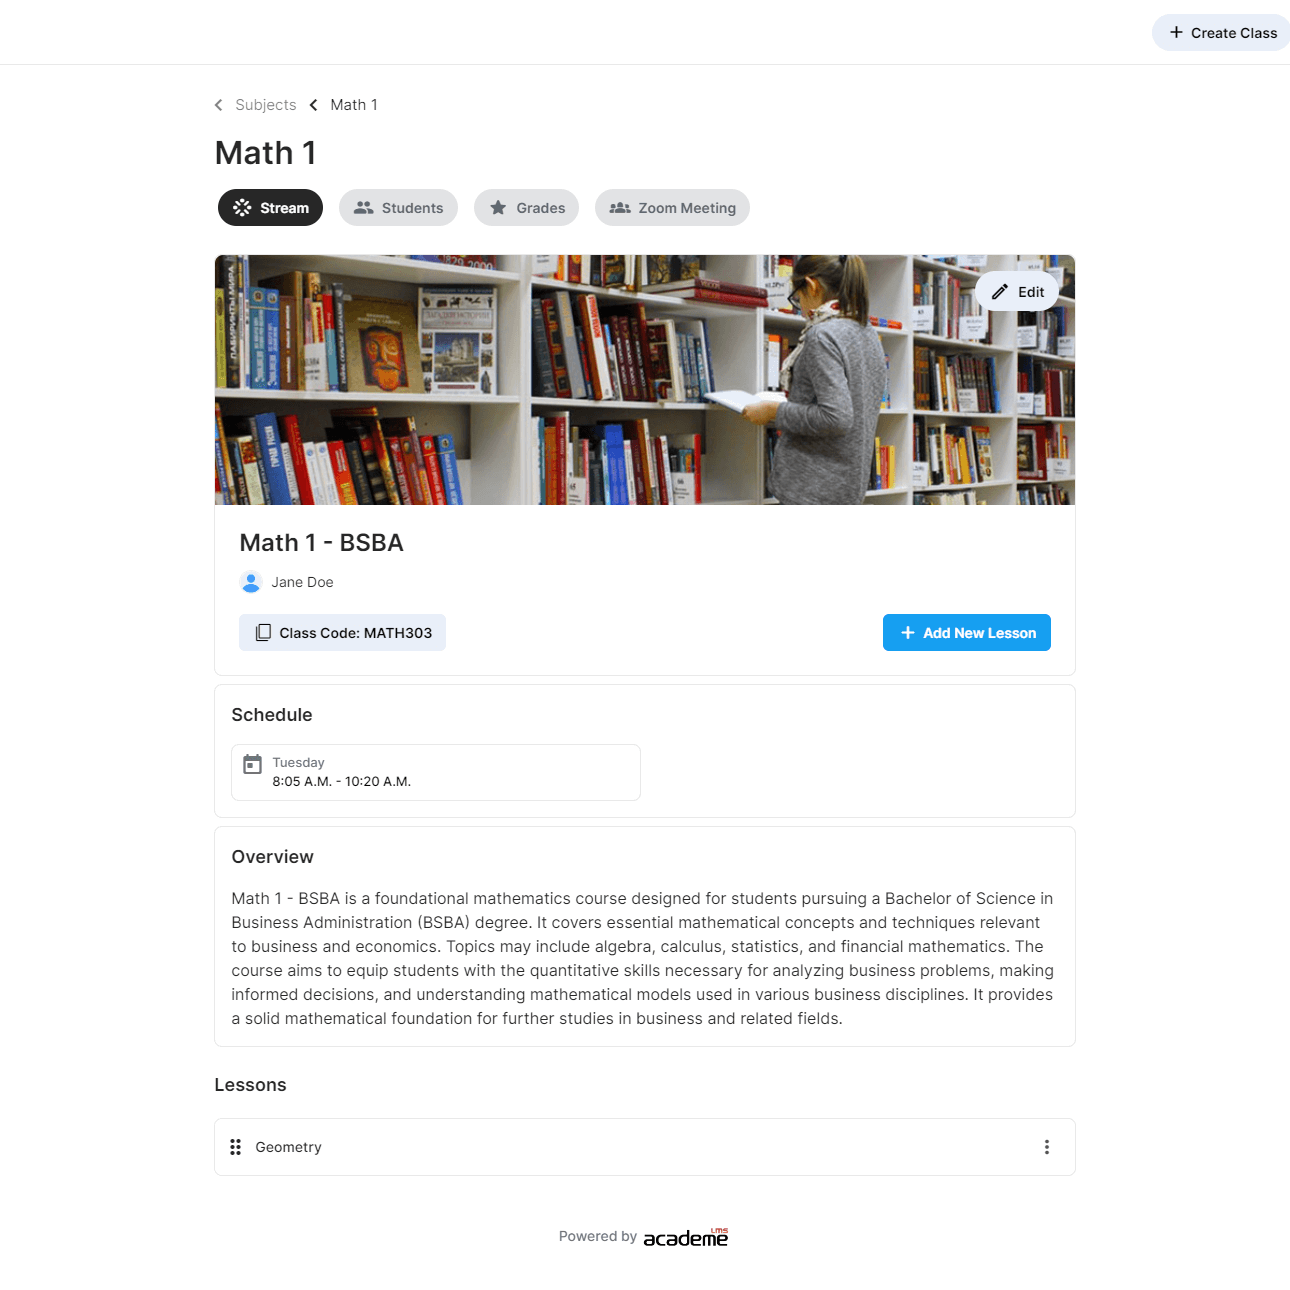 Create Class
Subjects Math 1
Math 1
Stream Students Grades Zoom Meeting
1829.2000
ЛАБИРИНТЫ МИРА
ЗАГАДКИ ИСТОРИИ
Edit
Math 1 - BSBA
Jane Doe
Class Code: MATH303
Add New Lesson
Schedule
Tuesday
8:05 A.M. - 10:20 A.M.
Overview
Math 1 - BSBA is a foundational mathematics course designed for students pursuing a Bachelor of Science in
Business Administration (BSBA) degree. It covers essential mathematical concepts and techniques relevant
to business and economics. Topics may include algebra, calculus, statistics, and financial mathematics. The
course aims to equip students with the quantitative skills necessary for analyzing business problems, making
informed decisions, and understanding mathematical models used in various business disciplines. It provides
a solid mathematical foundation for further studies in business and related fields.
Lessons
Geometry
Powered by academe LMS